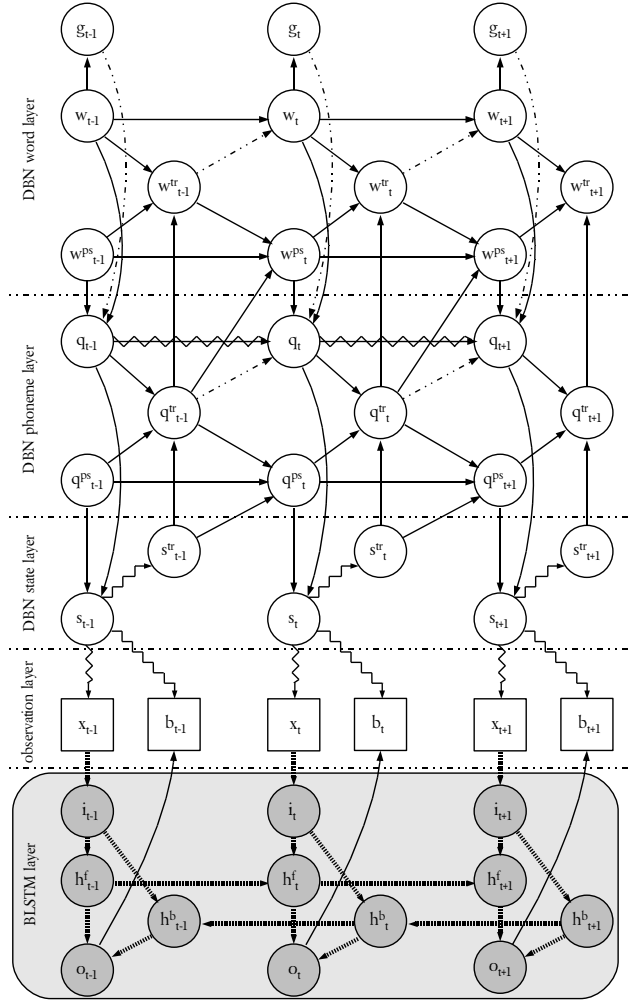 g_{t-1} g_t g_{t+1}
w_{t-1} w_t w_{t+1}
w^{tr}_{t-1} w^{tr}_t w^{tr}_{t+1}
w^{ps}_{t-1} w^{ps}_t w^{ps}_{t+1}
DBN word layer
q_{t-1} q_t q_{t+1}
q^{tr}_{t-1} q^{tr}_t q^{tr}_{t+1}
q^{ps}_{t-1} q^{ps}_t q^{ps}_{t+1}
DBN phoneme layer
s^{tr}_{t-1} s^{tr}_t s^{tr}_{t+1}
s_{t-1} s_t s_{t+1}
DBN state layer
x_{t-1} b_{t-1} x_t b_t x_{t+1} b_{t+1}
observation layer
i_{t-1} i_t i_{t+1}
h^f_{t-1} h^f_t h^f_{t+1}
h^b_{t-1} h^b_t h^b_{t+1}
o_{t-1} o_t o_{t+1}
BLSTM layer